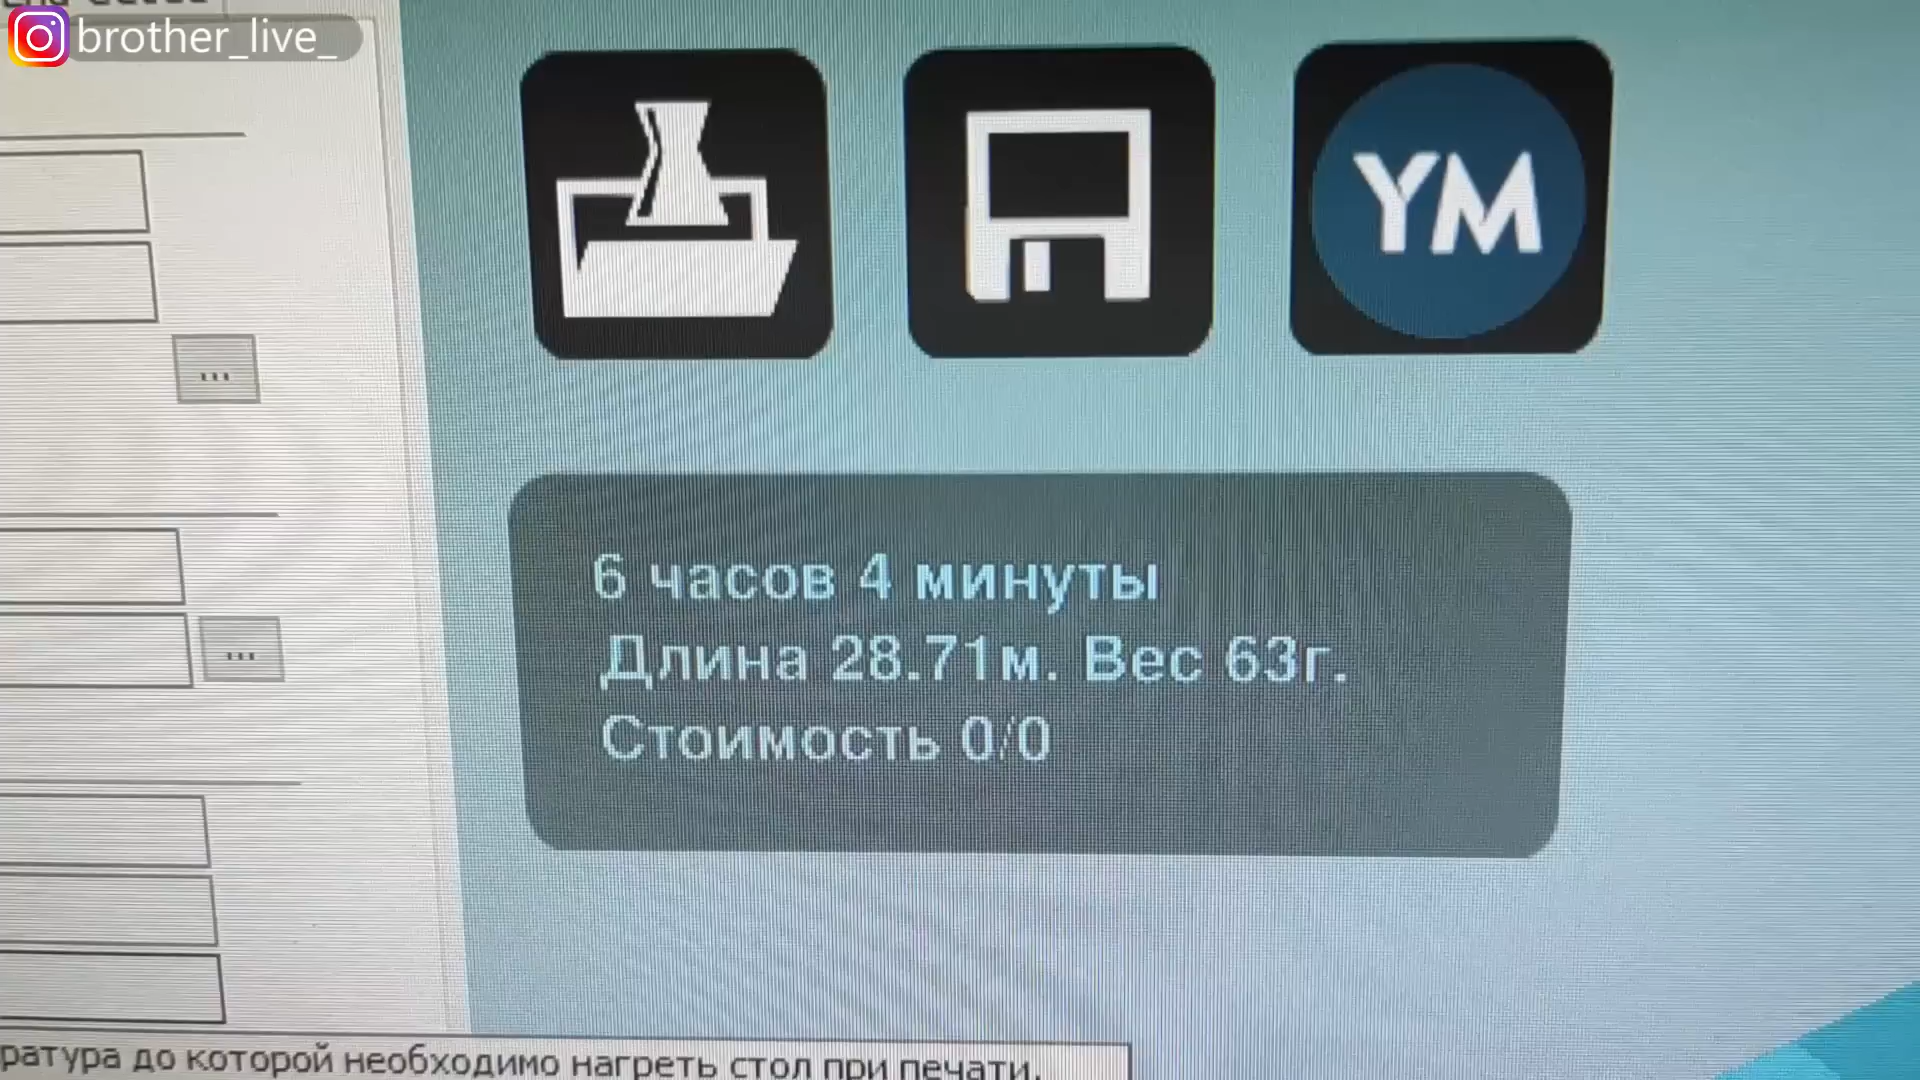 brother_live_
YM
...
6 часов 4 минуты
Длина 28.71м. Вес 63г.
...
Стоимость 0/0
ратура до которой необходимо нагреть стол при печати.